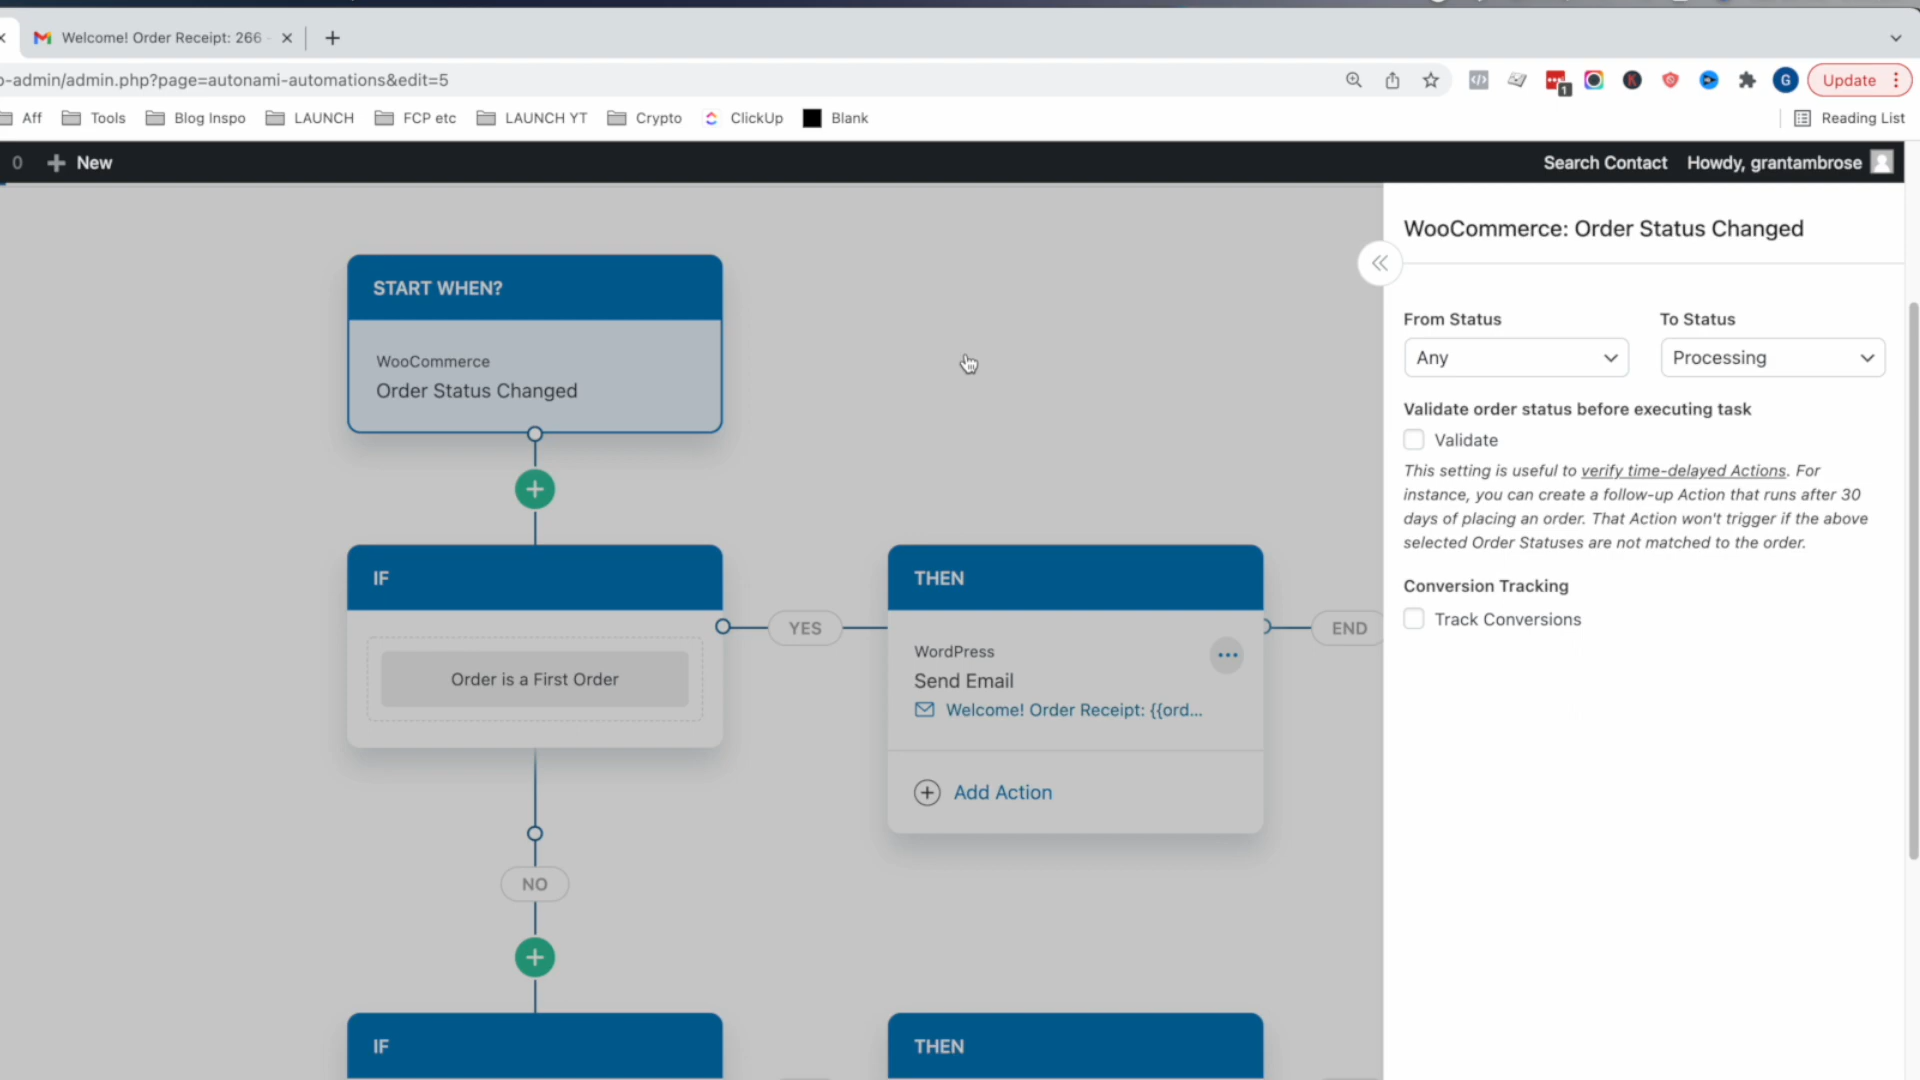 Welcome! Order Receipt: 266 -
-admin/admin.php?page=autonami-automations&edit=5
1
G
Update
Aff
Tools
Blog Inspo
LAUNCH
FCP etc
LAUNCH YT
Crypto
ClickUp
Blank
Reading List
0
New
Search Contact
Howdy, grantambrose
START WHEN?
WooCommerce
Order Status Changed
IF
Order is a First Order
YES
THEN
WordPress
Send Email
Welcome! Order Receipt: {{ord...
Add Action
END
NO
IF
THEN
WooCommerce: Order Status Changed
From Status
To Status
Any
Processing
Validate order status before executing task
Validate
This setting is useful to verify time-delayed Actions. For
instance, you can create a follow-up Action that runs after 30
days of placing an order. That Action won't trigger if the above
selected Order Statuses are not matched to the order.
Conversion Tracking
Track Conversions